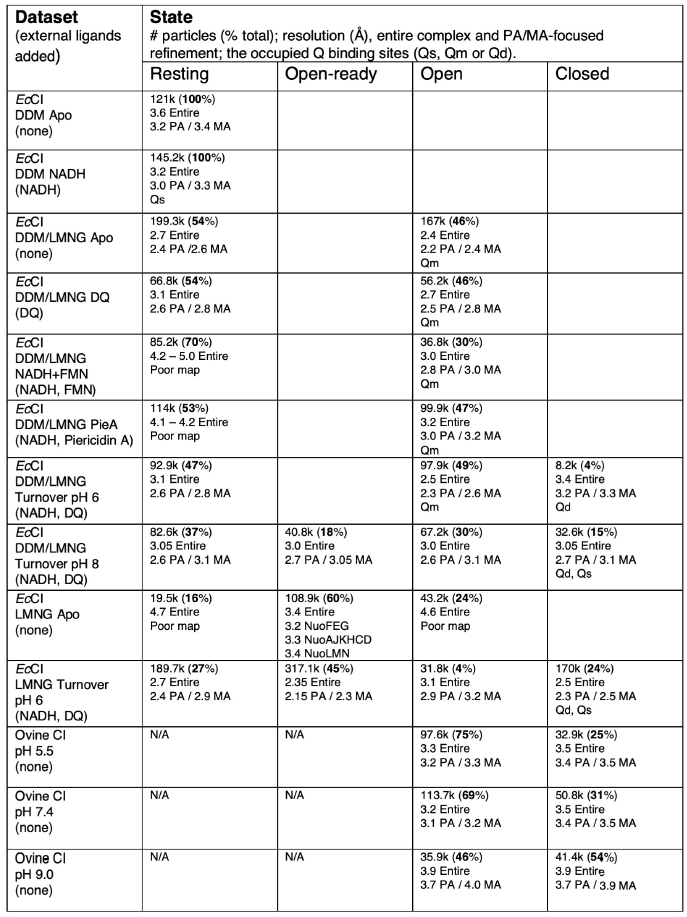 Dataset
(external ligands
added)
State
# particles (% total); resolution (Å), entire complex and PA/MA-focused
refinement; the occupied Q binding sites (Qs, Qm or Qd).
Resting
Open-ready
Open
Closed
EcCI
DDM Apo
(none)
121k (100%)
3.6 Entire
3.2 PA / 3.4 MA
EcCI
DDM NADH
(NADH)
145.2k (100%)
3.2 Entire
3.0 PA / 3.3 MA
Qs
EcCI
DDM/LMNG Apo
(none)
199.3k (54%)
2.7 Entire
2.4 PA /2.6 MA
167k (46%)
2.4 Entire
2.2 PA / 2.4 MA
Qm
EcCI
DDM/LMNG DQ
(DQ)
66.8k (54%)
3.1 Entire
2.6 PA / 2.8 MA
56.2k (46%)
2.7 Entire
2.5 PA / 2.8 MA
Qm
EcCI
DDM/LMNG
NADH+FMN
(NADH, FMN)
85.2k (70%)
4.2 – 5.0 Entire
Poor map
36.8k (30%)
3.0 Entire
2.8 PA / 3.0 MA
Qm
EcCI
DDM/LMNG PieA
(NADH, Piericidin A)
114k (53%)
4.1 – 4.2 Entire
Poor map
99.9k (47%)
3.2 Entire
3.0 PA / 3.2 MA
Qm
EcCI
DDM/LMNG
Turnover pH 6
(NADH, DQ)
92.9k (47%)
3.1 Entire
2.6 PA / 2.8 MA
97.9k (49%)
2.5 Entire
2.3 PA / 2.6 MA
Qm
8.2k (4%)
3.4 Entire
3.2 PA / 3.3 MA
Qd
EcCI
DDM/LMNG
Turnover pH 8
(NADH, DQ)
82.6k (37%)
3.05 Entire
2.6 PA / 3.1 MA
40.8k (18%)
3.0 Entire
2.7 PA / 3.05 MA
67.2k (30%)
3.0 Entire
2.6 PA / 3.1 MA
32.6k (15%)
3.05 Entire
2.7 PA / 3.1 MA
Qd, Qs
EcCI
LMNG Apo
(none)
19.5k (16%)
4.7 Entire
Poor map
108.9k (60%)
3.4 Entire
3.2 NuoFEG
3.3 NuoAJKHCD
3.4 NuoLMN
43.2k (24%)
4.6 Entire
Poor map
EcCI
LMNG Turnover
pH 6
(NADH, DQ)
189.7k (27%)
2.7 Entire
2.4 PA / 2.9 MA
317.1k (45%)
2.35 Entire
2.15 PA / 2.3 MA
31.8k (4%)
3.1 Entire
2.9 PA / 3.2 MA
170k (24%)
2.5 Entire
2.3 PA / 2.5 MA
Qd, Qs
Ovine CI
pH 5.5
(none)
N/A
N/A
97.6k (75%)
3.3 Entire
3.2 PA / 3.3 MA
32.9k (25%)
3.5 Entire
3.4 PA / 3.5 MA
Ovine CI
pH 7.4
(none)
N/A
N/A
113.7k (69%)
3.2 Entire
3.1 PA / 3.2 MA
50.8k (31%)
3.5 Entire
3.4 PA / 3.5 MA
Ovine CI
pH 9.0
(none)
N/A
N/A
35.9k (46%)
3.9 Entire
3.7 PA / 4.0 MA
41.4k (54%)
3.9 Entire
3.7 PA / 3.9 MA